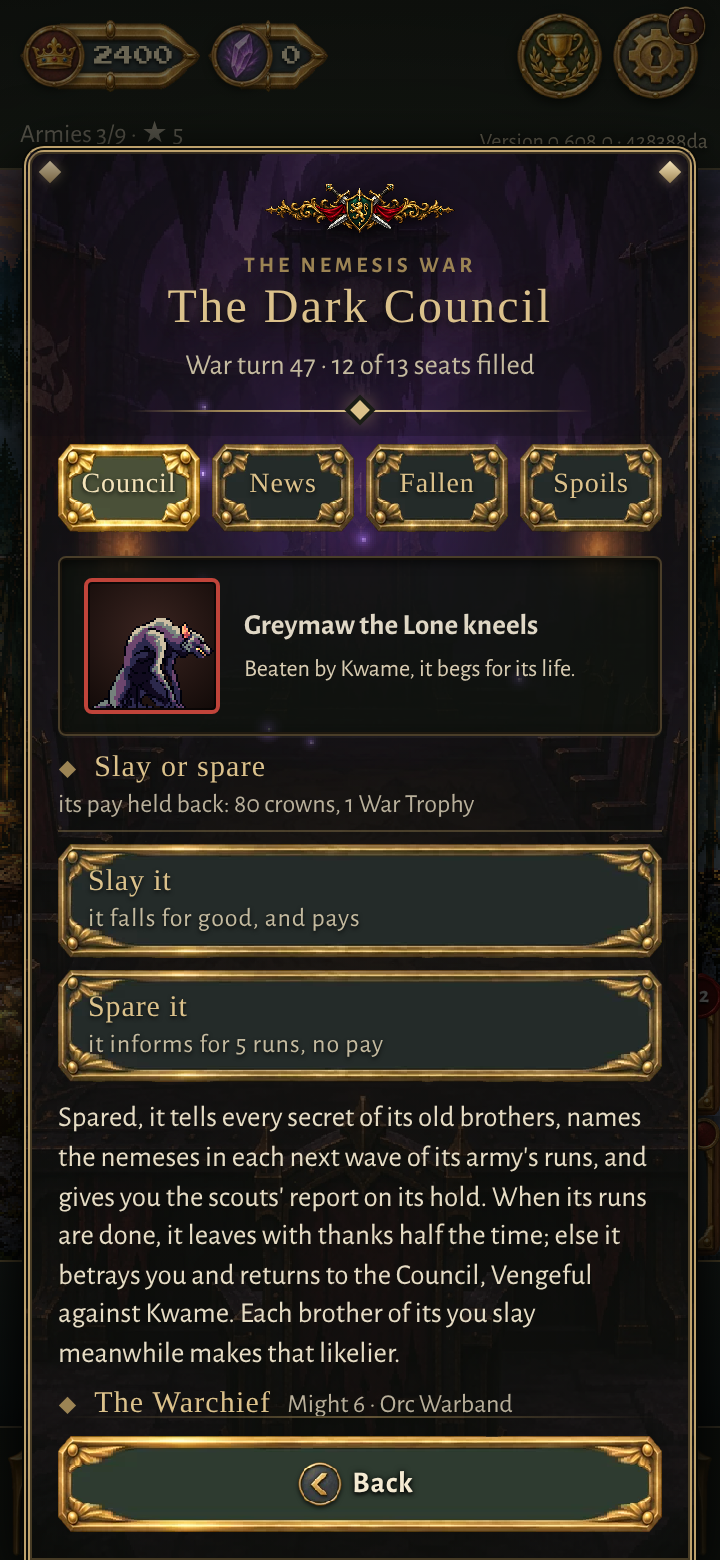 2400
0
Armies 3/9 · ★ 5
Version 0.608.0 · 428388da
THE NEMESIS WAR
The Dark Council
War turn 47 · 12 of 13 seats filled
Council
News
Fallen
Spoils
Greymaw the Lone kneels
Beaten by Kwame, it begs for its life.
Slay or spare
its pay held back: 80 crowns, 1 War Trophy
Slay it
it falls for good, and pays
Spare it
it informs for 5 runs, no pay
2
Spared, it tells every secret of its old brothers, names
the nemeses in each next wave of its army's runs, and
gives you the scouts' report on its hold. When its runs
are done, it leaves with thanks half the time; else it
betrays you and returns to the Council, Vengeful
against Kwame. Each brother of its you slay
meanwhile makes that likelier.
The Warchief Might 6 · Orc Warband
Back